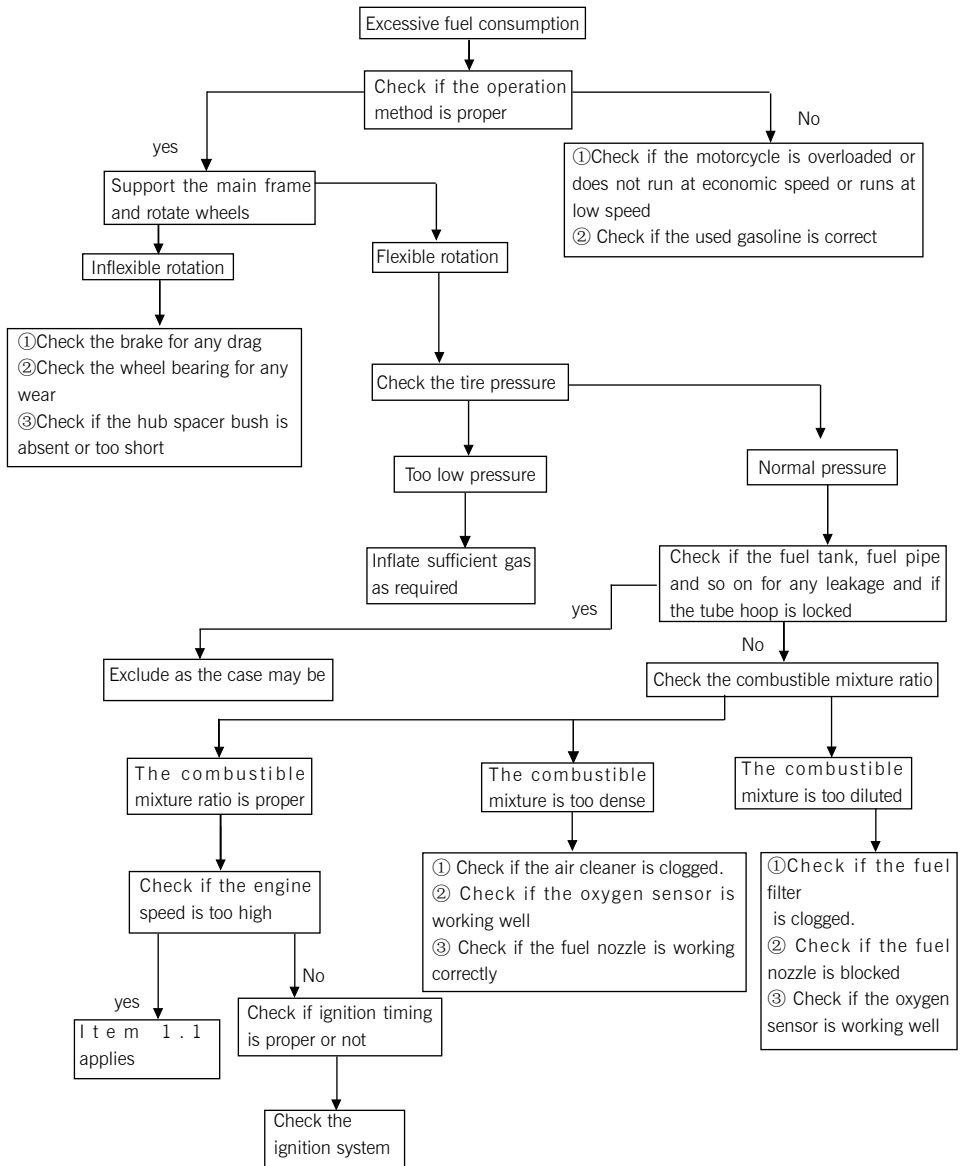 Excessive fuel consumption
Check if the operation
method is proper
yes
No
①Check if the motorcycle is overloaded or
does not run at economic speed or runs at
low speed
② Check if the used gasoline is correct
Support the main frame
and rotate wheels
Inflexible rotation
Flexible rotation
①Check the brake for any drag
②Check the wheel bearing for any
wear
③Check if the hub spacer bush is
absent or too short
Check the tire pressure
Too low pressure
Normal pressure
Inflate sufficient gas
as required
Check if the fuel tank, fuel pipe
and so on for any leakage and if
the tube hoop is locked
yes
No
Exclude as the case may be
Check the combustible mixture ratio
The combustible
mixture ratio is proper
The combustible
mixture is too dense
The combustible
mixture is too diluted
Check if the engine
speed is too high
① Check if the air cleaner is clogged.
② Check if the oxygen sensor is
working well
③ Check if the fuel nozzle is working
correctly
①Check if the fuel
filter
is clogged.
② Check if the fuel
nozzle is blocked
③ Check if the oxygen
sensor is working well
yes
No
Item 1.1
applies
Check if ignition timing
is proper or not
Check the
ignition system